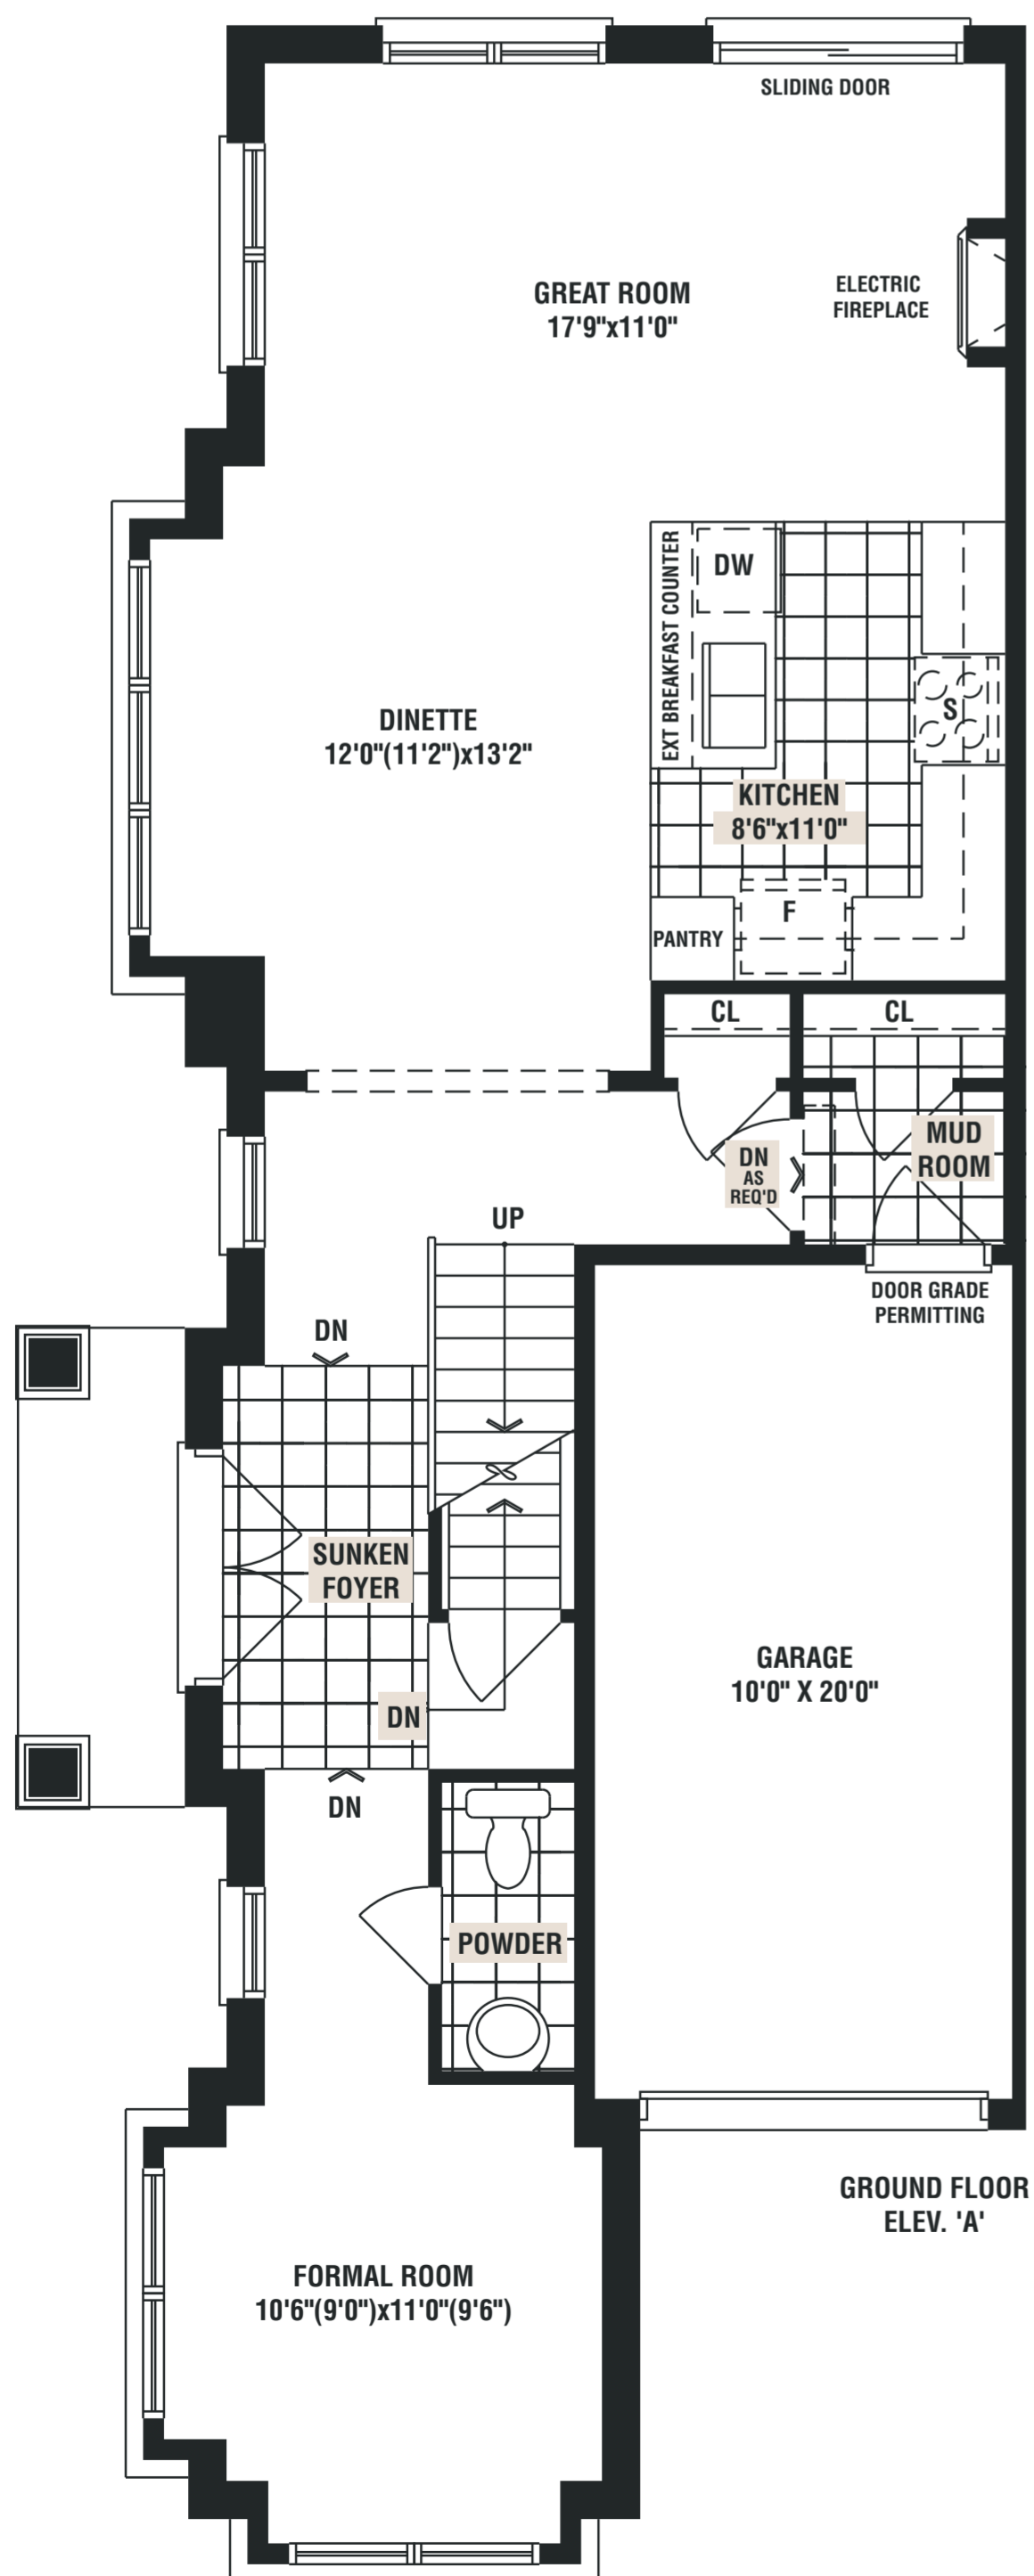 SLIDING DOOR
GREAT ROOM
17'9"x11'0"
ELECTRIC
FIREPLACE
EXT BREAKFAST COUNTER
DW
S
DINETTE
12'0"(11'2")x13'2"
KITCHEN
8'6"x11'0"
F
PANTRY
CL
CL
MUD
ROOM
DN
AS
REQ'D
UP
DOOR GRADE
PERMITTING
DN
SUNKEN
FOYER
GARAGE
10'0" X 20'0"
DN
DN
POWDER
GROUND FLOOR
ELEV. 'A'
FORMAL ROOM
10'6"(9'0")x11'0"(9'6")